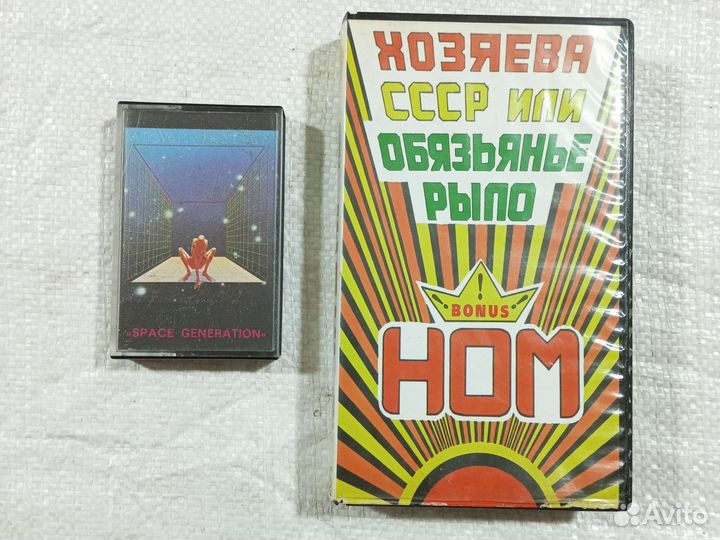 ХОЗЯЕВА
СССР ИЛИ
ОБЯЗЬЯНЬЕ
РЫЛО
! BONUS !
НОМ
«SPACE GENERATION»
Avito